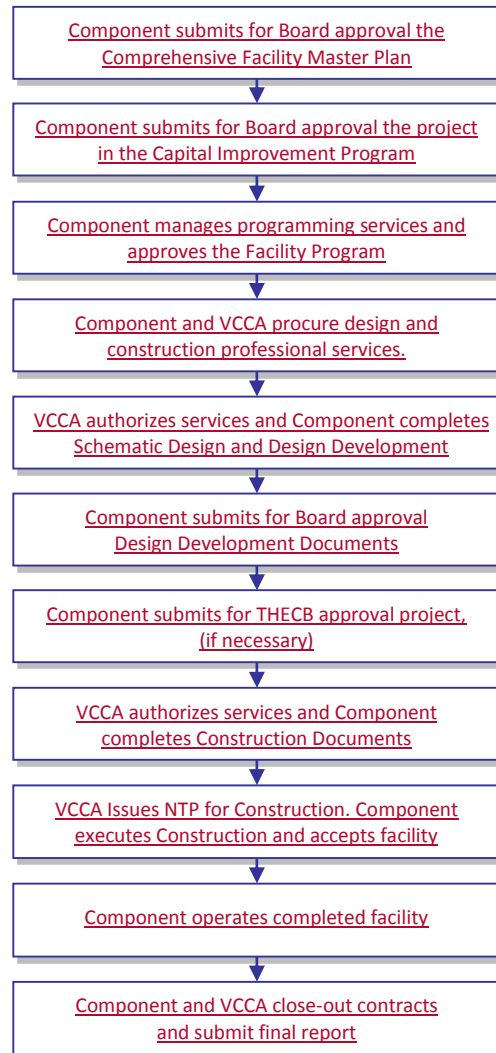 Component submits for Board approval the
Comprehensive Facility Master Plan
Component submits for Board approval the project
in the Capital Improvement Program
Component manages programming services and
approves the Facility Program
Component and VCCA procure design and
construction professional services.
VCCA authorizes services and Component completes
Schematic Design and Design Development
Component submits for Board approval
Design Development Documents
Component submits for THECB approval project,
(if necessary)
VCCA authorizes services and Component
completes Construction Documents
VCCA Issues NTP for Construction. Component
executes Construction and accepts facility
Component operates completed facility
Component and VCCA close-out contracts
and submit final report